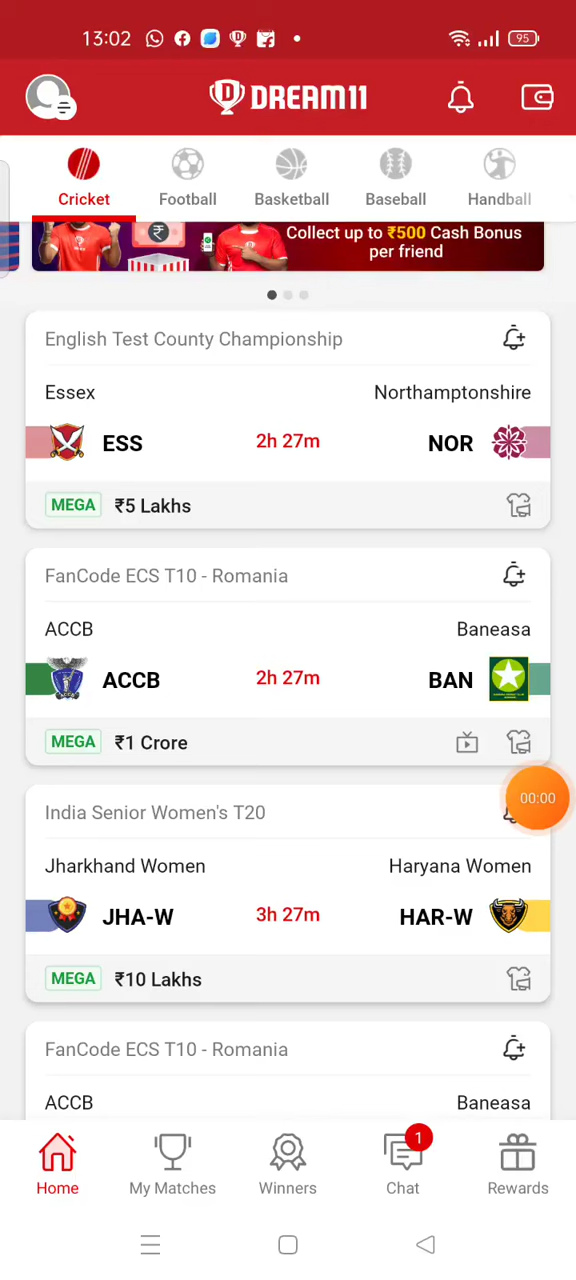 13:02
95
DREAM11
Cricket
Football
Basketball
Baseball
Handball
Collect up to ₹500 Cash Bonus
per friend
English Test County Championship
Essex Northamptonshire
ESS 2h 27m NOR
MEGA ₹5 Lakhs
FanCode ECS T10 - Romania
ACCB Baneasa
ACCB 2h 27m BAN
MEGA ₹1 Crore
00:00
India Senior Women's T20
Jharkhand Women Haryana Women
JHA-W 3h 27m HAR-W
MEGA ₹10 Lakhs
FanCode ECS T10 - Romania
ACCB Baneasa
1
Home My Matches Winners Chat Rewards